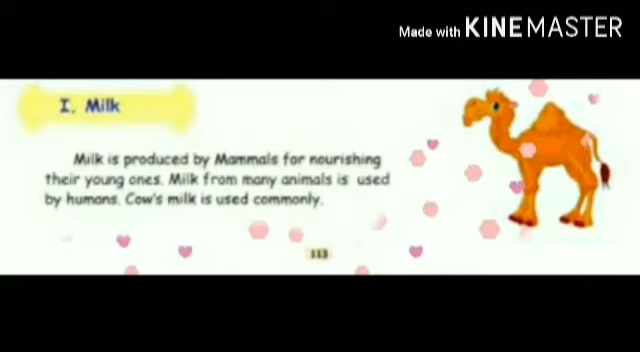 Made with KINEMASTER
I. Milk
Milk is produced by Mammals for nourishing
their young ones. Milk from many animals is used
by humans. Cow's milk is used commonly.
113